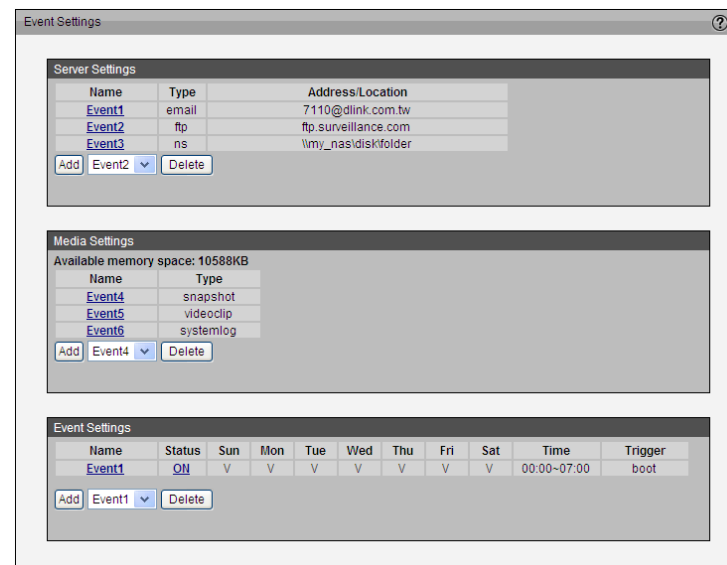 Event Settings ?
Server Settings
Name Type Address/Location
Event1 email 7110@dlink.com.tw
Event2 ftp ftp.surveillance.com
Event3 ns \\my_nas\disk\folder
Add Event2 Delete
Media Settings
Available memory space: 10588KB
Name Type
Event4 snapshot
Event5 videoclip
Event6 systemlog
Add Event4 Delete
Event Settings
Name Status Sun Mon Tue Wed Thu Fri Sat Time Trigger
Event1 ON V V V V V V V 00:00~07:00 boot
Add Event1 Delete